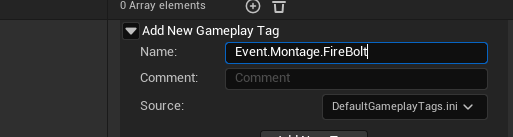 0 Array elements
Add New Gameplay Tag
Name: Event.Montage.FireBolt
Comment: Comment
Source: DefaultGameplayTags.ini